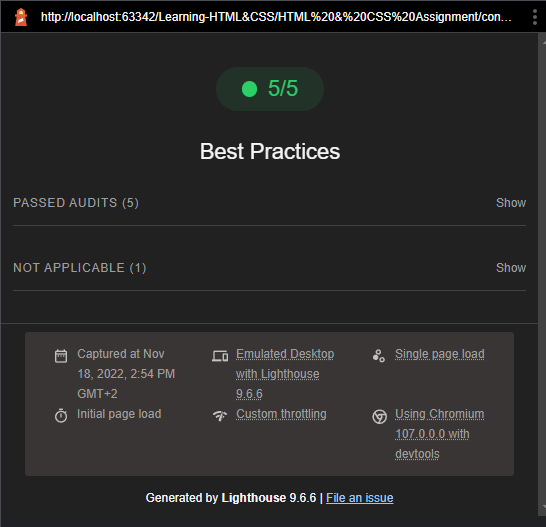 http://localhost:63342/Learning-HTML&CSS/HTML%20&%20CSS%20Assignment/con...
5/5
Best Practices
PASSED AUDITS (5) Show
NOT APPLICABLE (1) Show
Captured at Nov
18, 2022, 2:54 PM
GMT+2
Emulated Desktop
with Lighthouse
9.6.6
Single page load
Initial page load
Custom throttling
Using Chromium
107.0.0.0 with
devtools
Generated by Lighthouse 9.6.6 | File an issue